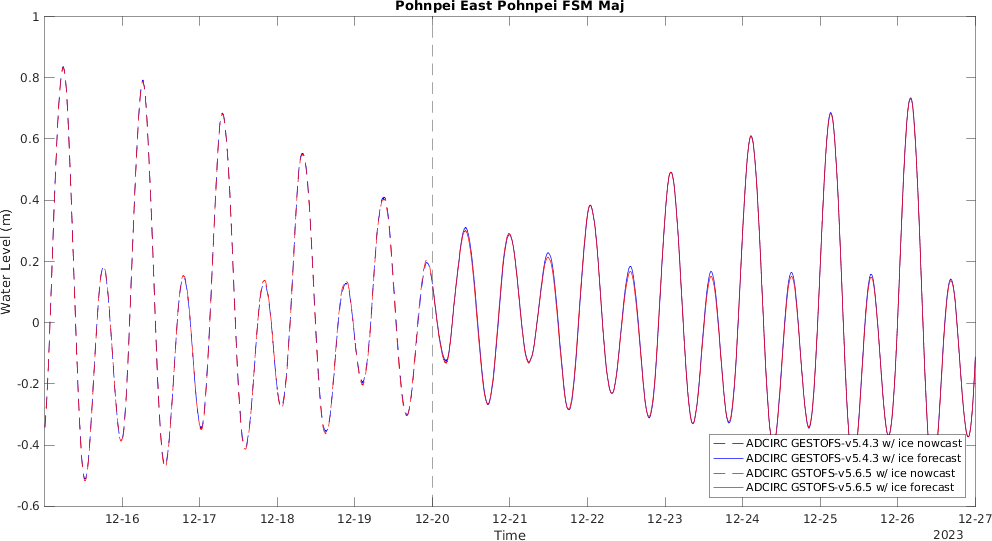 Pohnpei East Pohnpei FSM Maj
1
0.8
0.6
0.4
0.2
0
-0.2
-0.4
-0.6
Water Level (m)
ADCIRC GESTOFS-v5.4.3 w/ ice nowcast
ADCIRC GESTOFS-v5.4.3 w/ ice forecast
ADCIRC GSTOFS-v5.6.5 w/ ice nowcast
ADCIRC GSTOFS-v5.6.5 w/ ice forecast
12-16 12-17 12-18 12-19 12-20 12-21 12-22 12-23 12-24 12-25 12-26 12-27
Time
2023